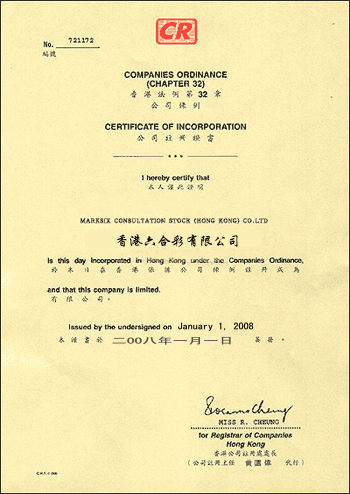 CR
No. 721172
編號
COMPANIES ORDINANCE
(CHAPTER 32)
香港法例第 32 章
公司條例
CERTIFICATE OF INCORPORATION
公司註冊證書
I hereby certify that
本人謹此證明
MARKSIX CONSULTATION STOCK (HONG KONG) CO.LTD
香港六合彩有限公司
Is this day incorporated in Hong Kong under the Companies Ordinance,
於本日在香港依據公司條例註冊成為
and that this company is limited.
有限公司。
Issued by the undersigned on January 1, 2008
本證書於 二00八年一月一日 簽發。
MISS R. CHEUNG
for Registrar of Companies
Hong Kong
香港公司註冊處處長
(公司註冊主任 代行)